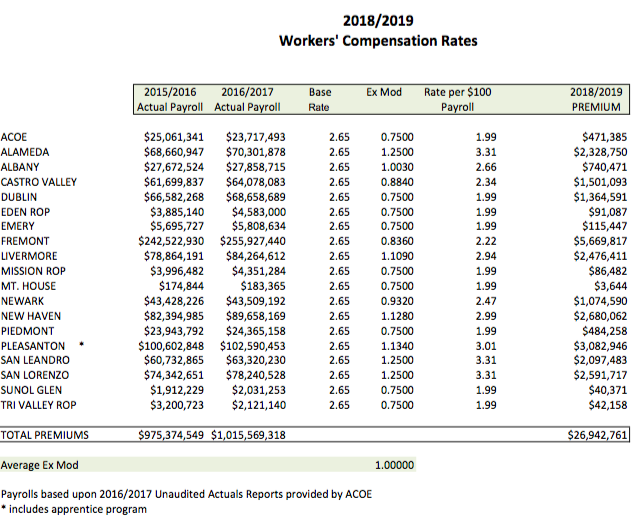 2018/2019
Workers' Compensation Rates
2015/2016 2016/2017 Base Ex Mod Rate per $100 2018/2019
Actual Payroll Actual Payroll Rate Payroll PREMIUM
ACOE $25,061,341 $23,717,493 2.65 0.7500 1.99 $471,385
ALAMEDA $68,660,947 $70,301,878 2.65 1.2500 3.31 $2,328,750
ALBANY $27,672,524 $27,858,715 2.65 1.0030 2.66 $740,471
CASTRO VALLEY $61,699,837 $64,078,083 2.65 0.8840 2.34 $1,501,093
DUBLIN $66,582,268 $68,658,689 2.65 0.7500 1.99 $1,364,591
EDEN ROP $3,885,140 $4,583,000 2.65 0.7500 1.99 $91,087
EMERY $5,695,727 $5,808,634 2.65 0.7500 1.99 $115,447
FREMONT $242,522,930 $255,927,440 2.65 0.8360 2.22 $5,669,817
LIVERMORE $78,864,191 $84,264,612 2.65 1.1090 2.94 $2,476,411
MISSION ROP $3,996,482 $4,351,284 2.65 0.7500 1.99 $86,482
MT. HOUSE $174,844 $183,365 2.65 0.7500 1.99 $3,644
NEWARK $43,428,226 $43,509,192 2.65 0.9320 2.47 $1,074,590
NEW HAVEN $82,394,985 $89,658,169 2.65 1.1280 2.99 $2,680,062
PIEDMONT $23,943,792 $24,365,158 2.65 0.7500 1.99 $484,258
PLEASANTON * $100,602,848 $102,590,453 2.65 1.1340 3.01 $3,082,946
SAN LEANDRO $60,732,865 $63,320,230 2.65 1.2500 3.31 $2,097,483
SAN LORENZO $74,342,651 $78,240,528 2.65 1.2500 3.31 $2,591,717
SUNOL GLEN $1,912,229 $2,031,253 2.65 0.7500 1.99 $40,371
TRI VALLEY ROP $3,200,723 $2,121,140 2.65 0.7500 1.99 $42,158
TOTAL PREMIUMS $975,374,549 $1,015,569,318 $26,942,761
Average Ex Mod 1.00000
Payrolls based upon 2016/2017 Unaudited Actuals Reports provided by ACOE
* includes apprentice program